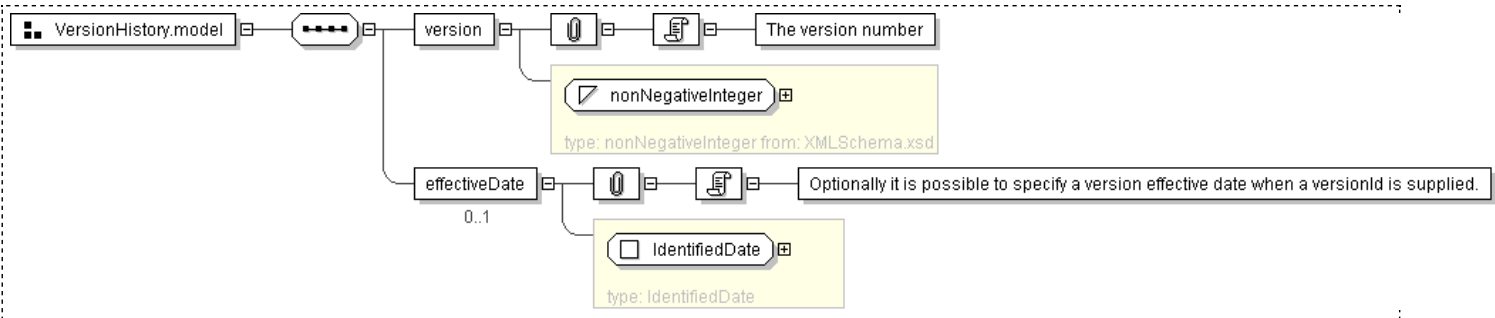 VersionHistory.model
version
The version number
nonNegativeInteger
type: nonNegativeInteger from: XMLSchema.xsd
effectiveDate
Optionally it is possible to specify a version effective date when a versionId is supplied.
0..1
IdentifiedDate
type: IdentifiedDate